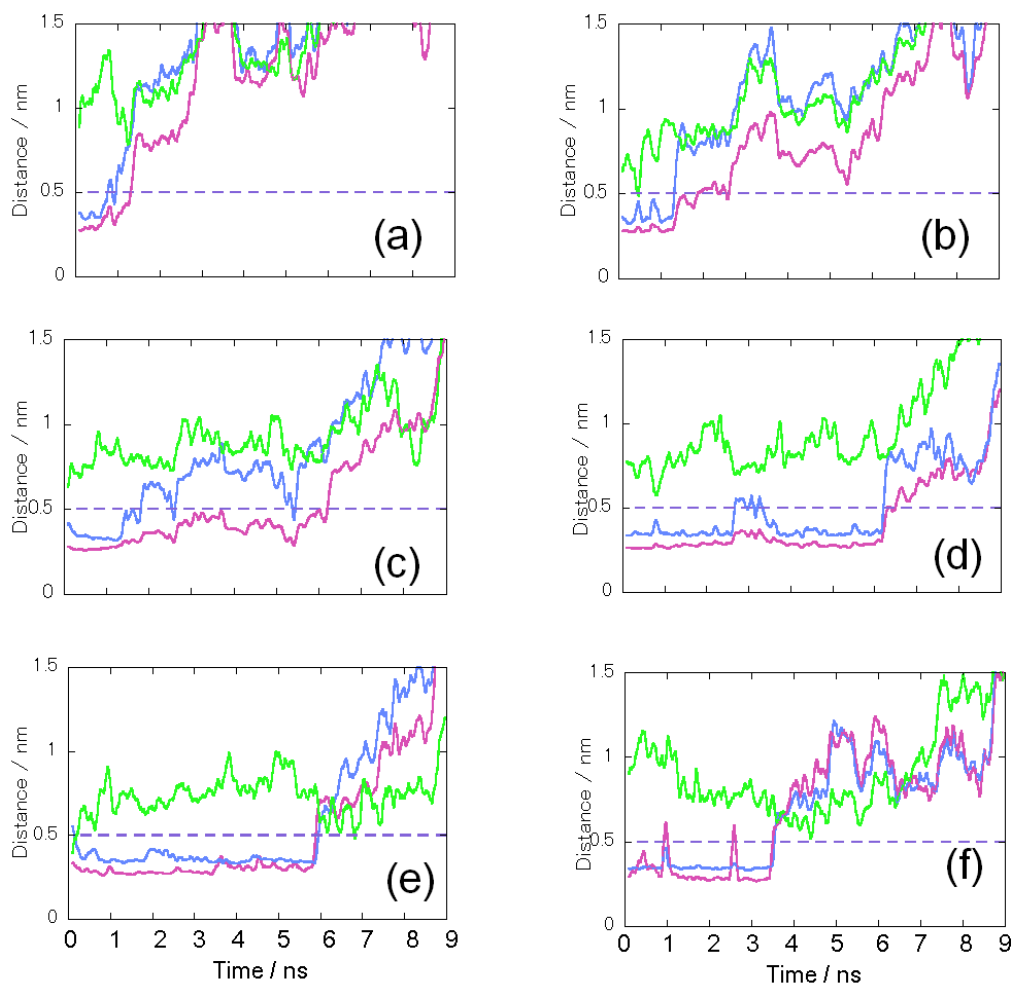 1.5 1.5
Distance / nm 1 Distance / nm 1
0.5 0.5
(a) (b)
0 0
1.5 1.5
Distance / nm 1 Distance / nm 1
0.5 0.5
(c) (d)
0 0
1.5 1.5
Distance / nm 1 Distance / nm 1
0.5 0.5
(e) (f)
0 0
0 1 2 3 4 5 6 7 8 9 0 1 2 3 4 5 6 7 8 9
Time / ns Time / ns